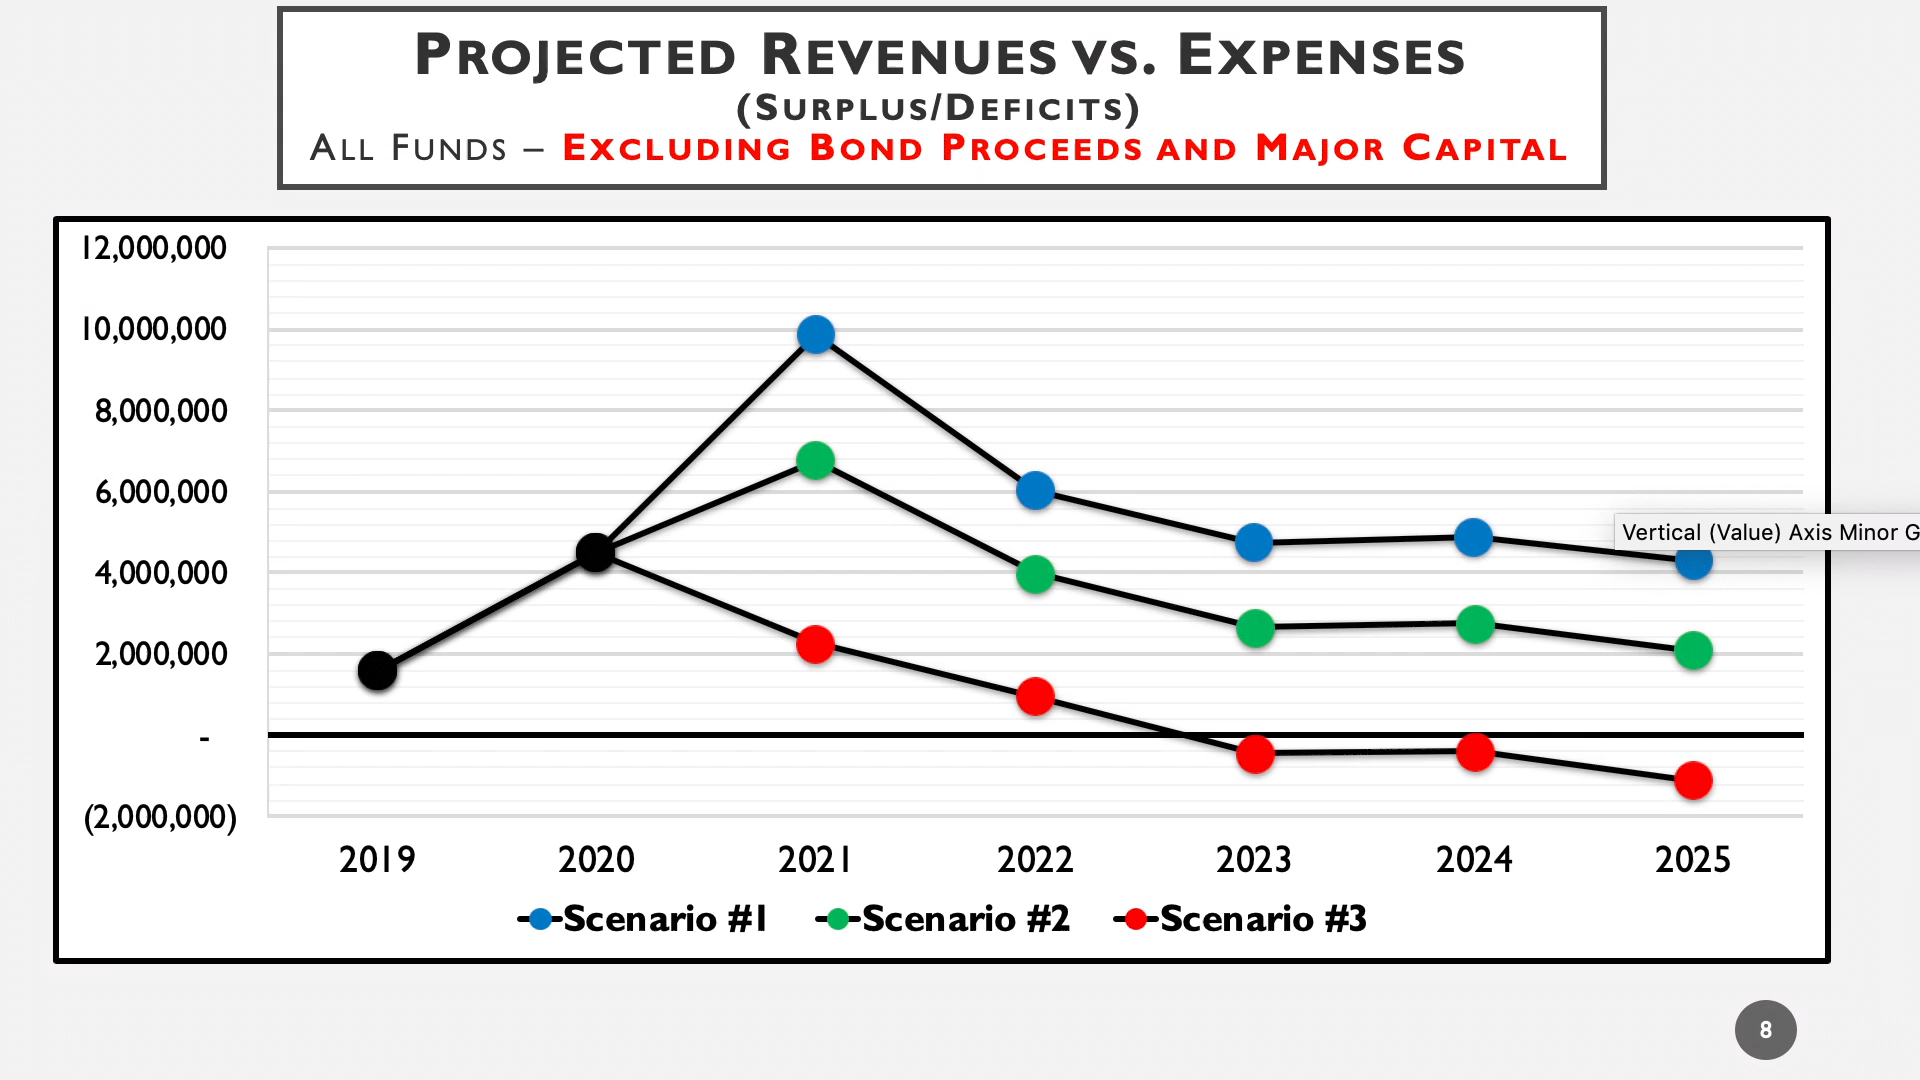 PROJECTED REVENUES VS. EXPENSES
(SURPLUS/DEFICITS)
ALL FUNDS – EXCLUDING BOND PROCEEDS AND MAJOR CAPITAL
12,000,000
10,000,000
8,000,000
6,000,000
4,000,000
2,000,000
-
(2,000,000)
Vertical (Value) Axis Minor G
2019 2020 2021 2022 2023 2024 2025
Scenario #1 Scenario #2 Scenario #3
8